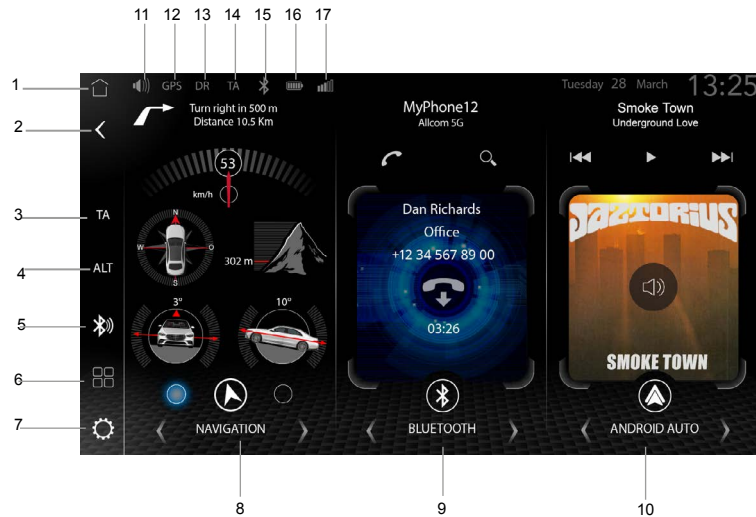 11 12 13 14 15 16 17
1
2
3
4
5
6
7
GPS DR TA
Tuesday 28 March 13:25
Turn right in 500 m
Distance 10.5 Km
53
km/h
N
W O
S
302 m
3°
10°
NAVIGATION
TA
ALT
MyPhone12
Allcom 5G
Dan Richards
Office
+12 34 567 89 00
03:26
BLUETOOTH
Smoke Town
Underground Love
JAZTORIUS
SMOKE TOWN
ANDROID AUTO
8 9 10